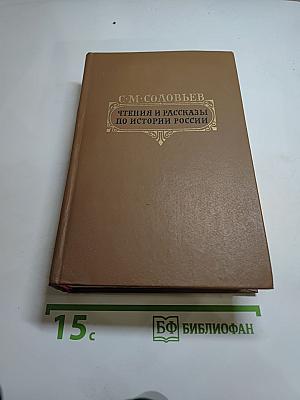 С·М·СОЛОВЬЕВ
ЧТЕНИЯ И РАССКАЗЫ
ПО ИСТОРИИ РОССИИ
15с
БФ БИБЛИОФАН